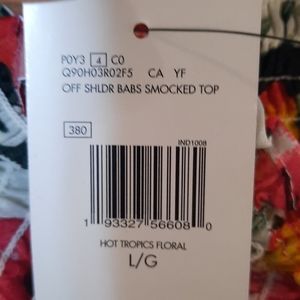 P0Y3 4 C0
Q90H03R02F5 CA YF
OFF SHLDR BABS SMOCKED TOP
380
IND1008
1 93327 56608 0
HOT TROPICS FLORAL
L/G